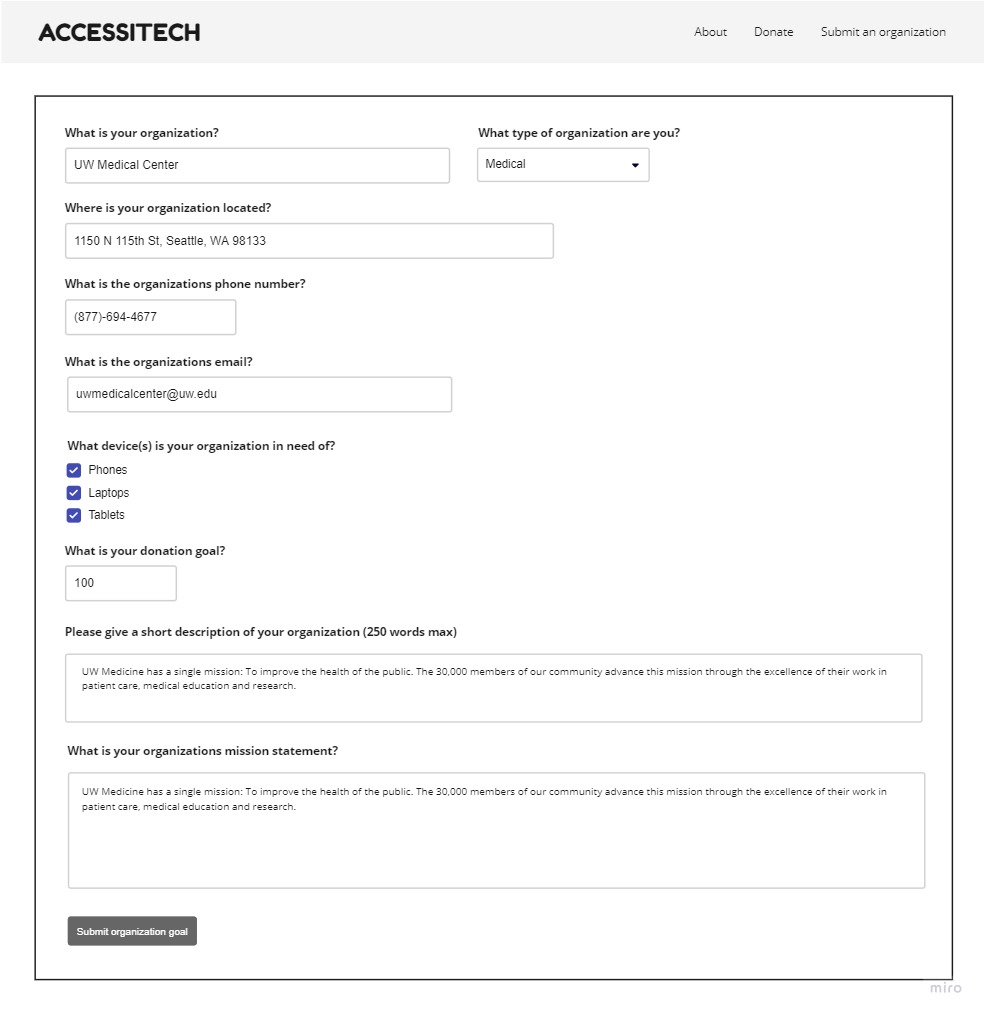 ACCESSITECH
About Donate Submit an organization
What is your organization? What type of organization are you?
UW Medical Center Medical
Where is your organization located?
1150 N 115th St, Seattle, WA 98133
What is the organizations phone number?
(877)-694-4677
What is the organizations email?
uwmedicalcenter@uw.edu
What device(s) is your organization in need of?
Phones
Laptops
Tablets
What is your donation goal?
100
Please give a short description of your organization (250 words max)
UW Medicine has a single mission: To improve the health of the public. The 30,000 members of our community advance this mission through the excellence of their work in
patient care, medical education and research.
What is your organizations mission statement?
UW Medicine has a single mission: To improve the health of the public. The 30,000 members of our community advance this mission through the excellence of their work in
patient care, medical education and research.
Submit organization goal
miro